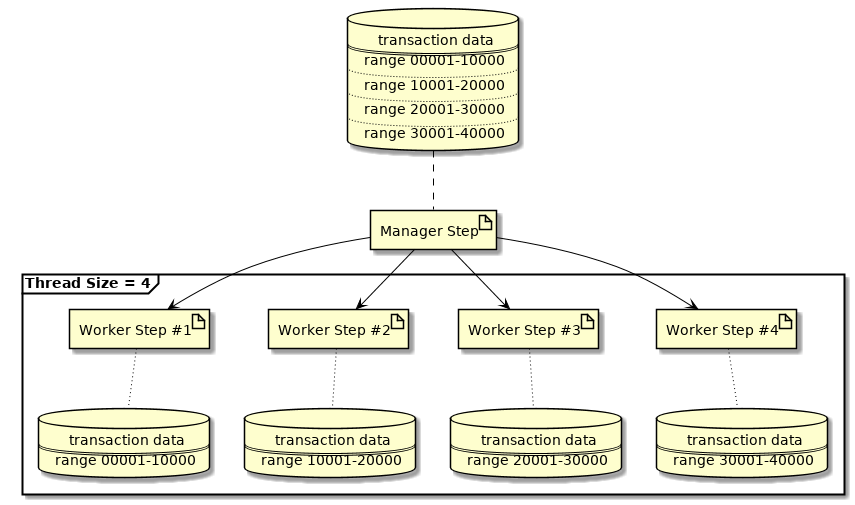 transaction data
range 00001-10000
range 10001-20000
range 20001-30000
range 30001-40000
Manager Step
Thread Size = 4
Worker Step #1
Worker Step #2
Worker Step #3
Worker Step #4
transaction data
range 00001-10000
transaction data
range 10001-20000
transaction data
range 20001-30000
transaction data
range 30001-40000